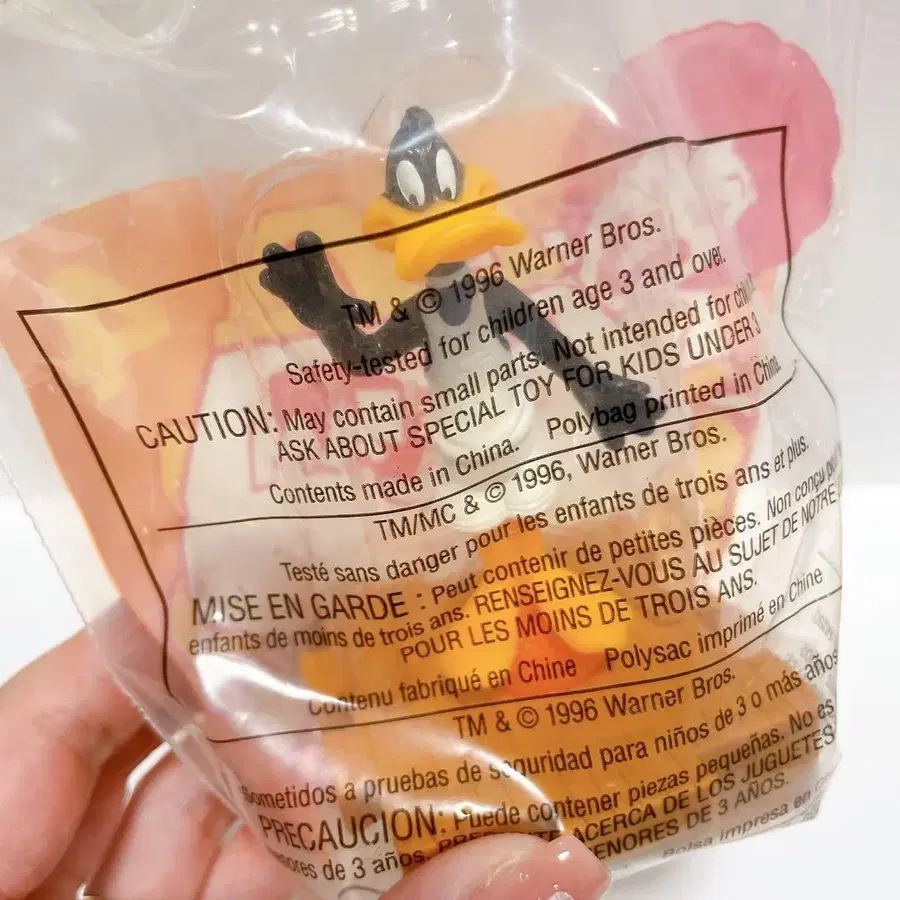 TM & © 1996 Warner Bros.
Safety-tested for children age 3 and over.
CAUTION: May contain small parts. Not intended for
ASK ABOUT SPECIAL TOY FOR KIDS UNDER 3
Contents made in China. Polybag printed in China.
TM/MC & © 1996, Warner Bros.
Testé sans danger pour les enfants de trois ans et plus.
MISE EN GARDE : Peut contenir de petites pièces. Non conçu
enfants de moins de trois ans. RENSEIGNEZ-VOUS AU SUJET DE NOTRE
POUR LES MOINS DE TROIS ANS.
Contenu fabriqué en Chine Polysac imprimé en Chine
TM & © 1996 Warner Bros.
Sometidos a pruebas de seguridad para niños de 3 o más años
PRECAUCION: Puede contener piezas pequeñas. No es
de 3 años. ACERCA DE LOS JUGUETES
DE 3 AÑOS.
Bolsa impresa en